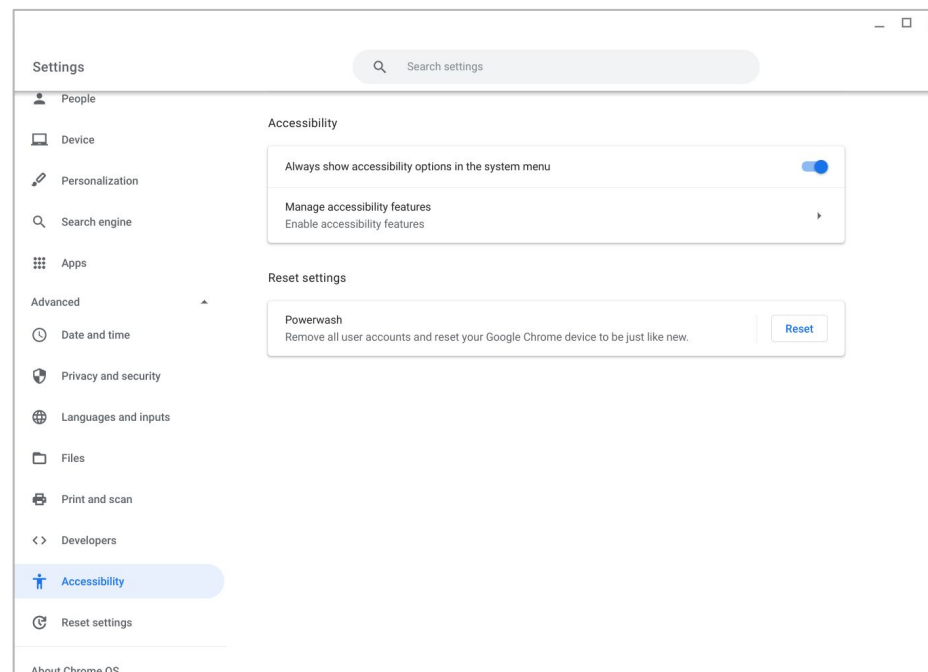 Settings
Search settings
People
Device
Personalization
Search engine
Apps
Advanced
Date and time
Privacy and security
Languages and inputs
Files
Print and scan
Developers
Accessibility
Reset settings
About Chrome OS
Accessibility
Always show accessibility options in the system menu
Manage accessibility features
Enable accessibility features
Reset settings
Powerwash
Remove all user accounts and reset your Google Chrome device to be just like new.
Reset